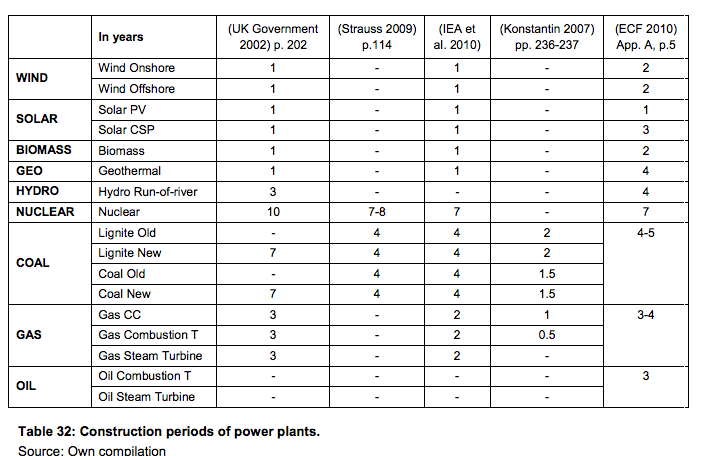 In years (UK Government 2002) p. 202 (Strauss 2009) p.114 (IEA et al. 2010) (Konstantin 2007) pp. 236-237 (ECF 2010) App. A, p.5
WIND Wind Onshore 1 - 1 - 2
Wind Offshore 1 - 1 - 2
SOLAR Solar PV 1 - 1 - 1
Solar CSP 1 - 1 - 3
BIOMASS Biomass 1 - 1 - 2
GEO Geothermal 1 - 1 - 4
HYDRO Hydro Run-of-river 3 - - - 4
NUCLEAR Nuclear 10 7-8 7 - 7
COAL Lignite Old - 4 4 2 4-5
Lignite New 7 4 4 2
Coal Old - 4 4 1.5
Coal New 7 4 4 1.5
GAS Gas CC 3 - 2 1 3-4
Gas Combustion T 3 - 2 0.5
Gas Steam Turbine 3 - 2 -
OIL Oil Combustion T - - - - 3
Oil Steam Turbine - - - -
Table 32: Construction periods of power plants.
Source: Own compilation